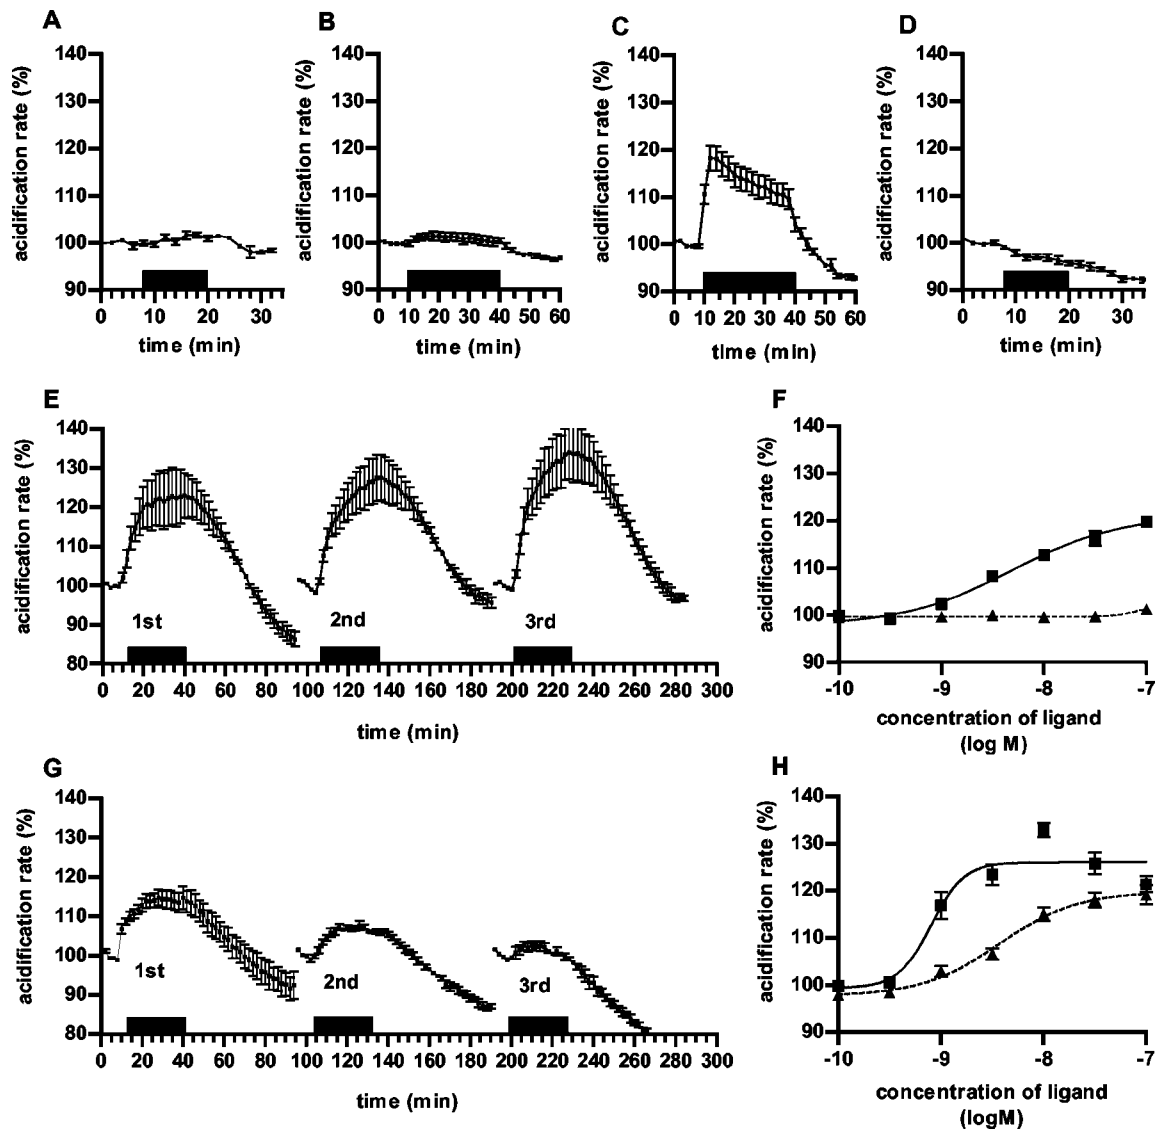 A
B
C
D
acidification rate (%)
140
130
120
110
100
90
0 10 20 30
time (min)
acidification rate (%)
140
130
120
110
100
90
0 10 20 30 40 50 60
time (min)
acidification rate (%)
140
130
120
110
100
90
0 10 20 30 40 50 60
time (min)
acidification rate (%)
140
130
120
110
100
90
0 10 20 30
time (min)
E
acidification rate (%)
140
130
120
110
100
90
80
1st
2nd
3rd
0 20 40 60 80 100 120 140 160 180 200 220 240 260 280 300
time (min)
F
acidification rate (%)
140
130
120
110
100
90
-10 -9 -8 -7
concentration of ligand
(log M)
G
acidification rate (%)
140
130
120
110
100
90
80
1st
2nd
3rd
0 20 40 60 80 100 120 140 160 180 200 220 240 260 280 300
time (min)
H
acidification rate (%)
140
130
120
110
100
90
-10 -9 -8 -7
concentration of ligand
(logM)